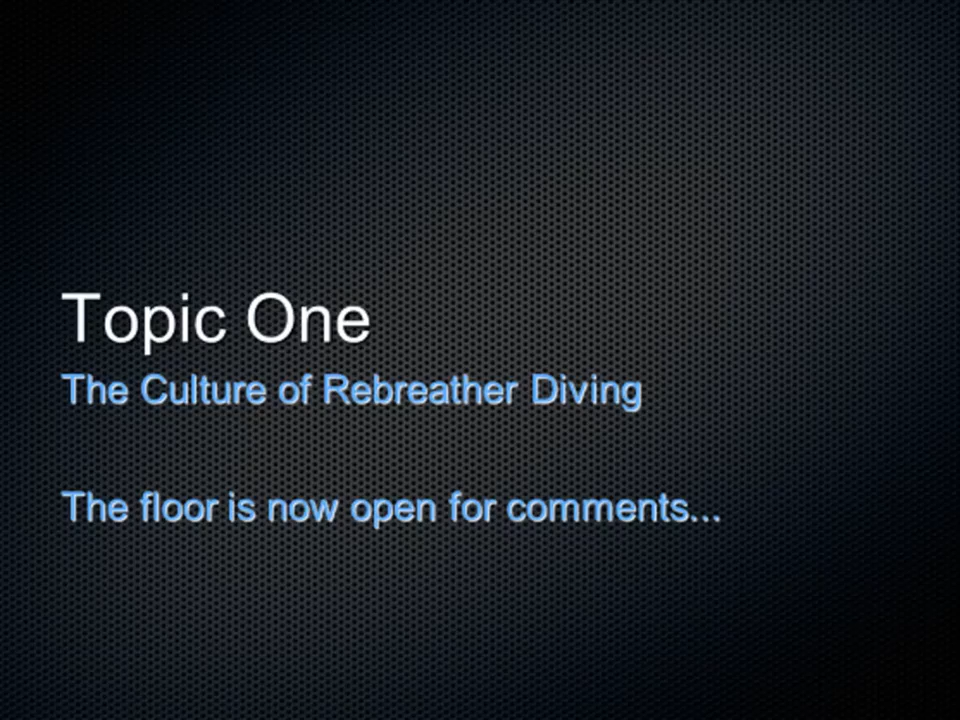 Topic One
The Culture of Rebreather Diving
The floor is now open for comments...